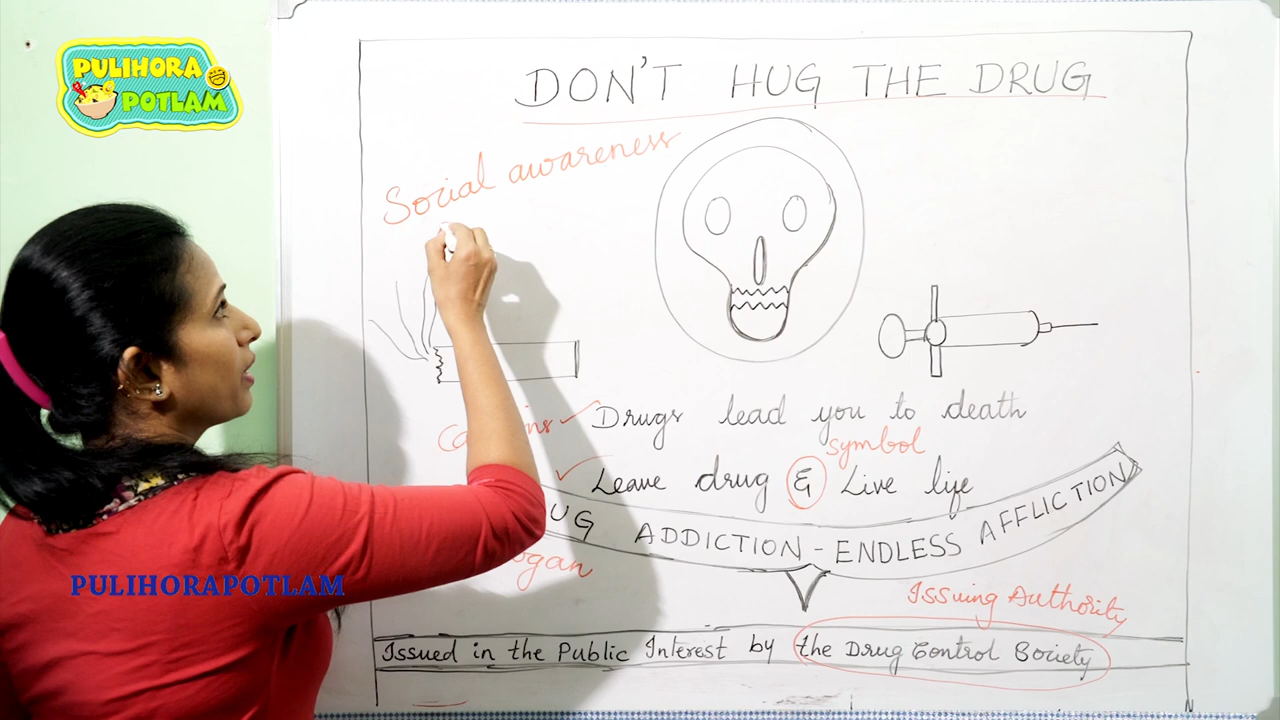 PULIHORA
POTLAM
DON'T HUG THE DRUG
Social awareness
Drugs lead you to death
symbol
Leave drug & Live life
ADDICTION - ENDLESS AFFLICTION
Issuing Authority
Issued in the Public Interest by the Drug Control Society
PULIHORAPOTLAM